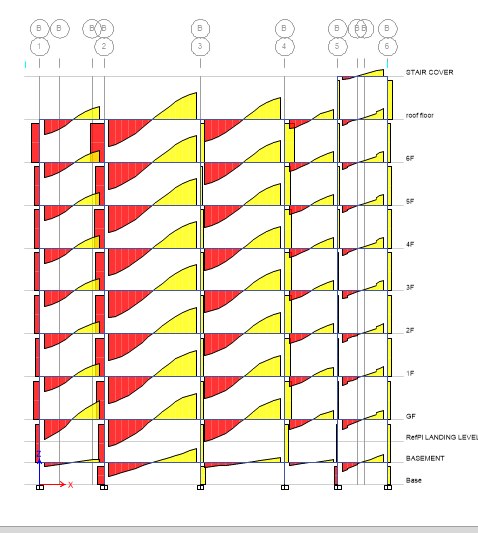 B B B B B B B B B B
1 2 3 4 5 6
STAIR COVER
roof floor
6F
5F
4F
3F
2F
1F
GF
RefPl LANDING LEVEL
BASEMENT
Z
X
Base